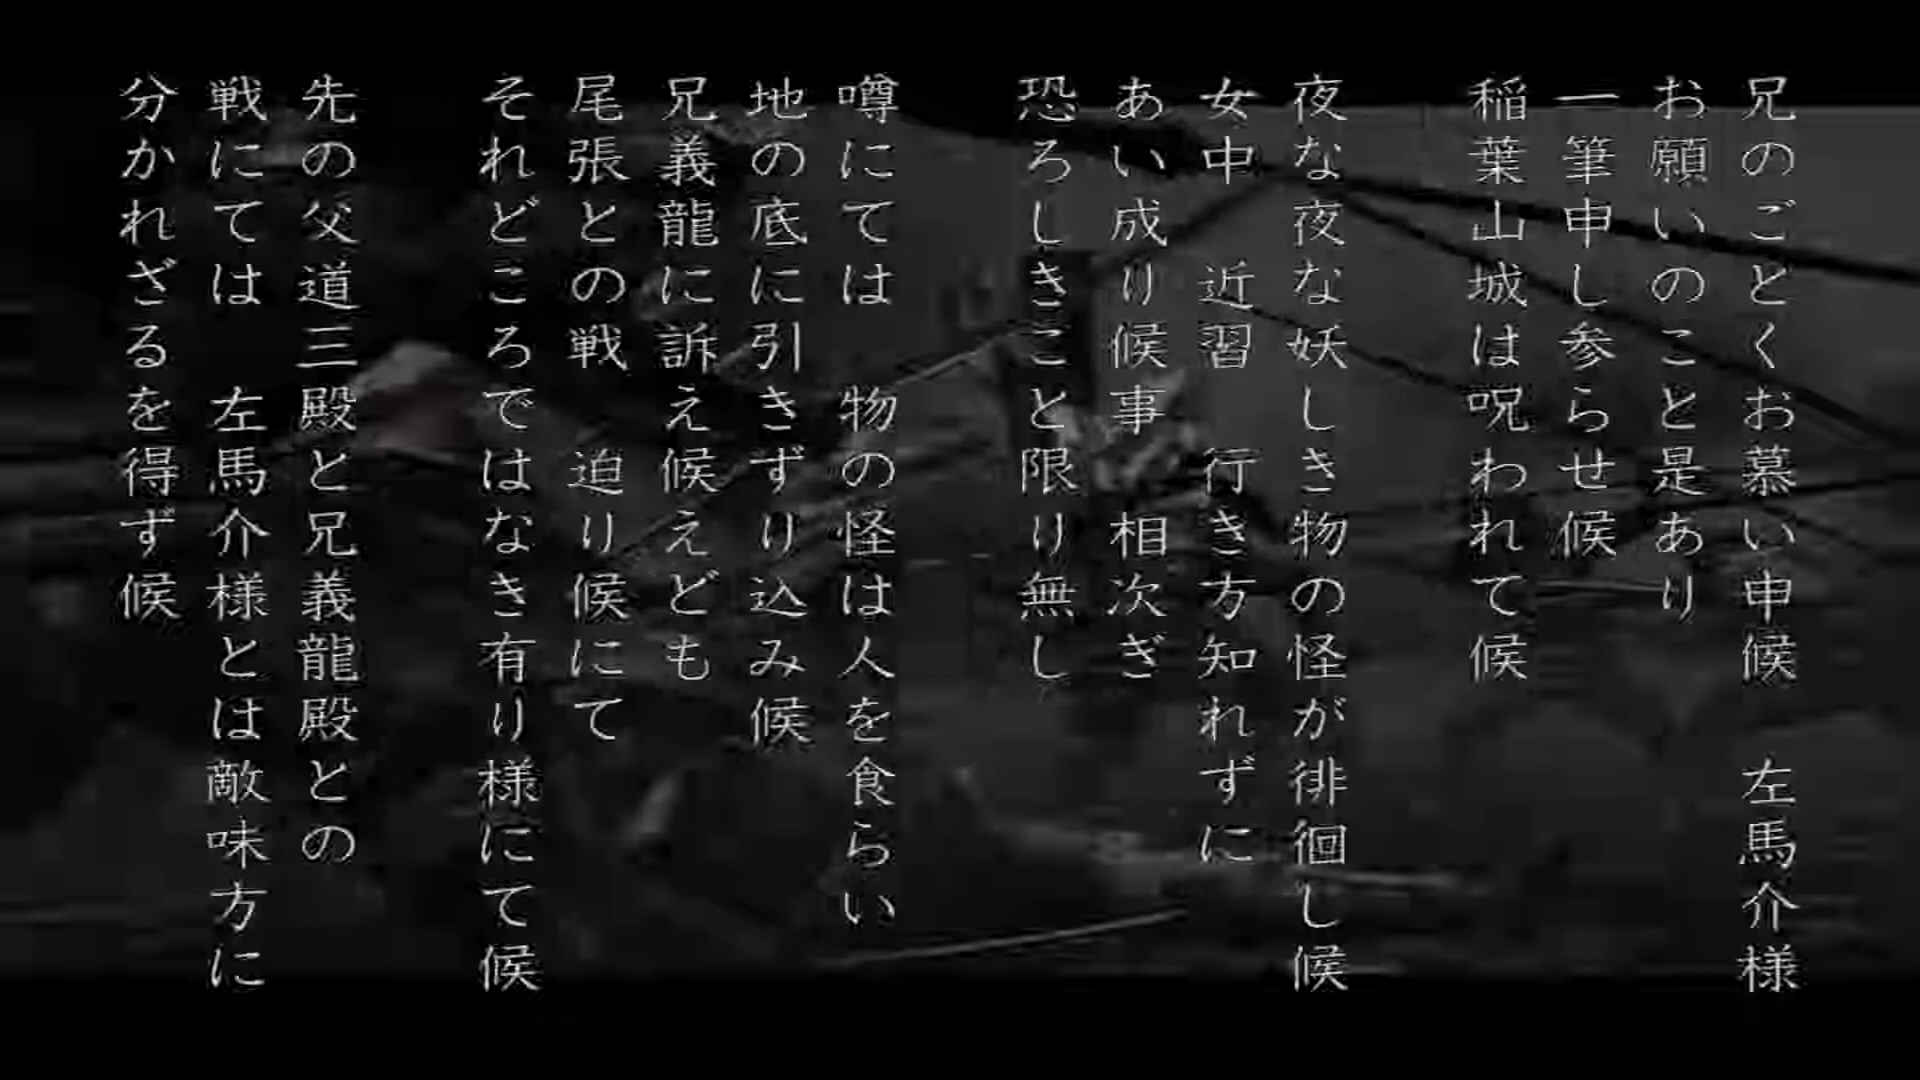 兄のごとくお慕い申候　左馬介様
お願いのこと是あり
一筆申し参らせ候
稲葉山城は呪われて候
夜な夜な妖しき物の怪が徘徊し候
女中　近習　行き方知れずに
あい成り候事　相次ぎ
恐ろしきこと限り無し
噂にては　物の怪は人を食らい
地の底に引きずり込み候
兄義龍に訴え候えども
尾張との戦　迫り候にて
それどころではなき有り様にて候
先の父道三殿と兄義龍殿との
戦にては　左馬介様とは敵味方に
分かれざるを得ず候